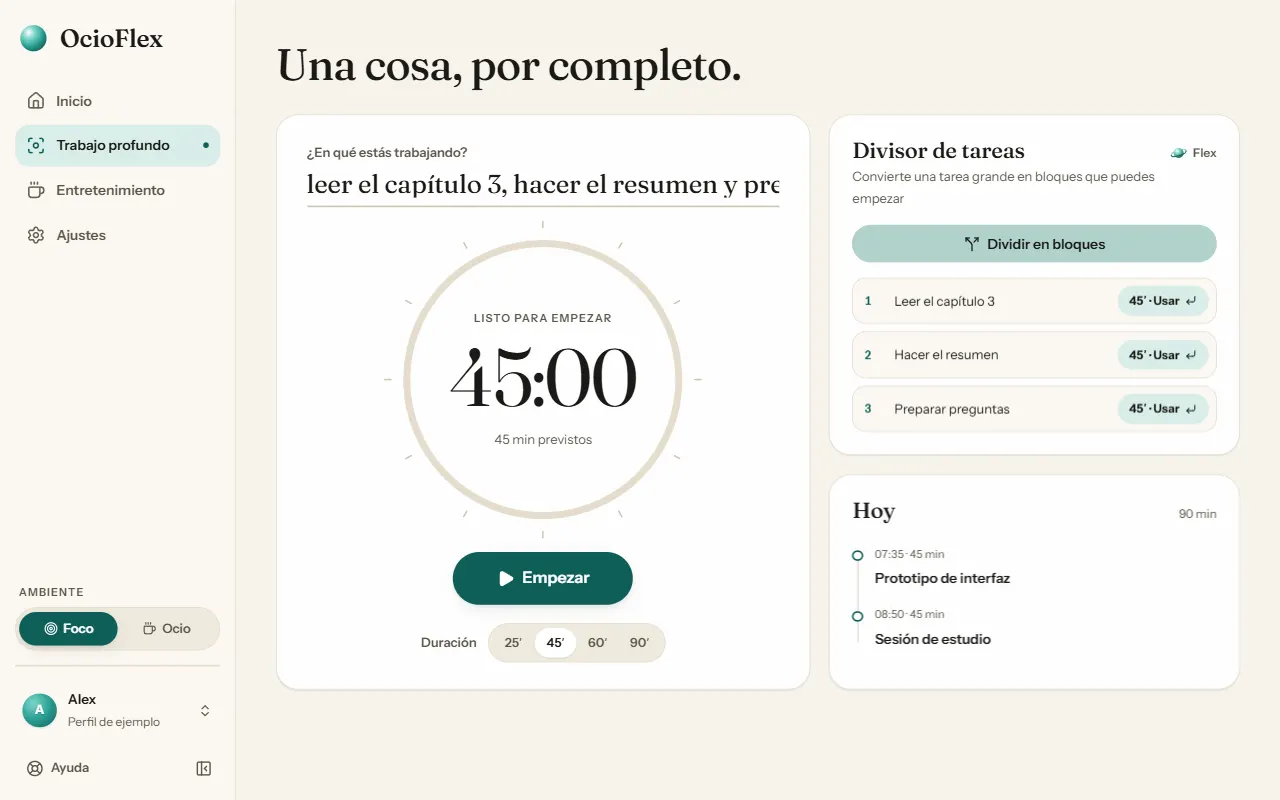 OcioFlex
Inicio
Trabajo profundo
Entretenimiento
Ajustes
AMBIENTE
Foco
Ocio
A
Alex
Perfil de ejemplo
Ayuda
Una cosa, por completo.
¿En qué estás trabajando?
leer el capítulo 3, hacer el resumen y pre
LISTO PARA EMPEZAR
45:00
45 min previstos
Empezar
Duración 25′ 45′ 60′ 90′
Divisor de tareas
Flex
Convierte una tarea grande en bloques que puedes
empezar
Dividir en bloques
1 Leer el capítulo 3 45′ · Usar
2 Hacer el resumen 45′ · Usar
3 Preparar preguntas 45′ · Usar
Hoy
90 min
07:35 · 45 min
Prototipo de interfaz
08:50 · 45 min
Sesión de estudio